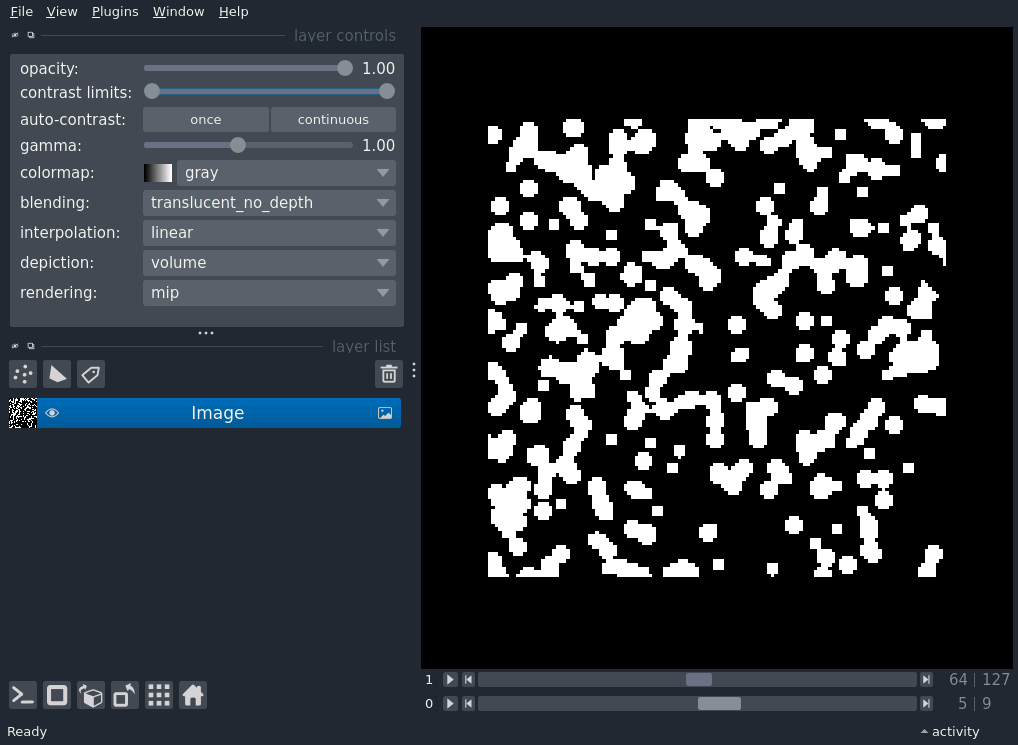 File View Plugins Window Help
layer controls
opacity: 1.00
contrast limits:
auto-contrast: once continuous
gamma: 1.00
colormap: gray
blending: translucent_no_depth
interpolation: linear
depiction: volume
rendering: mip
layer list
Image
1 64 | 127
0 5 | 9
Ready activity